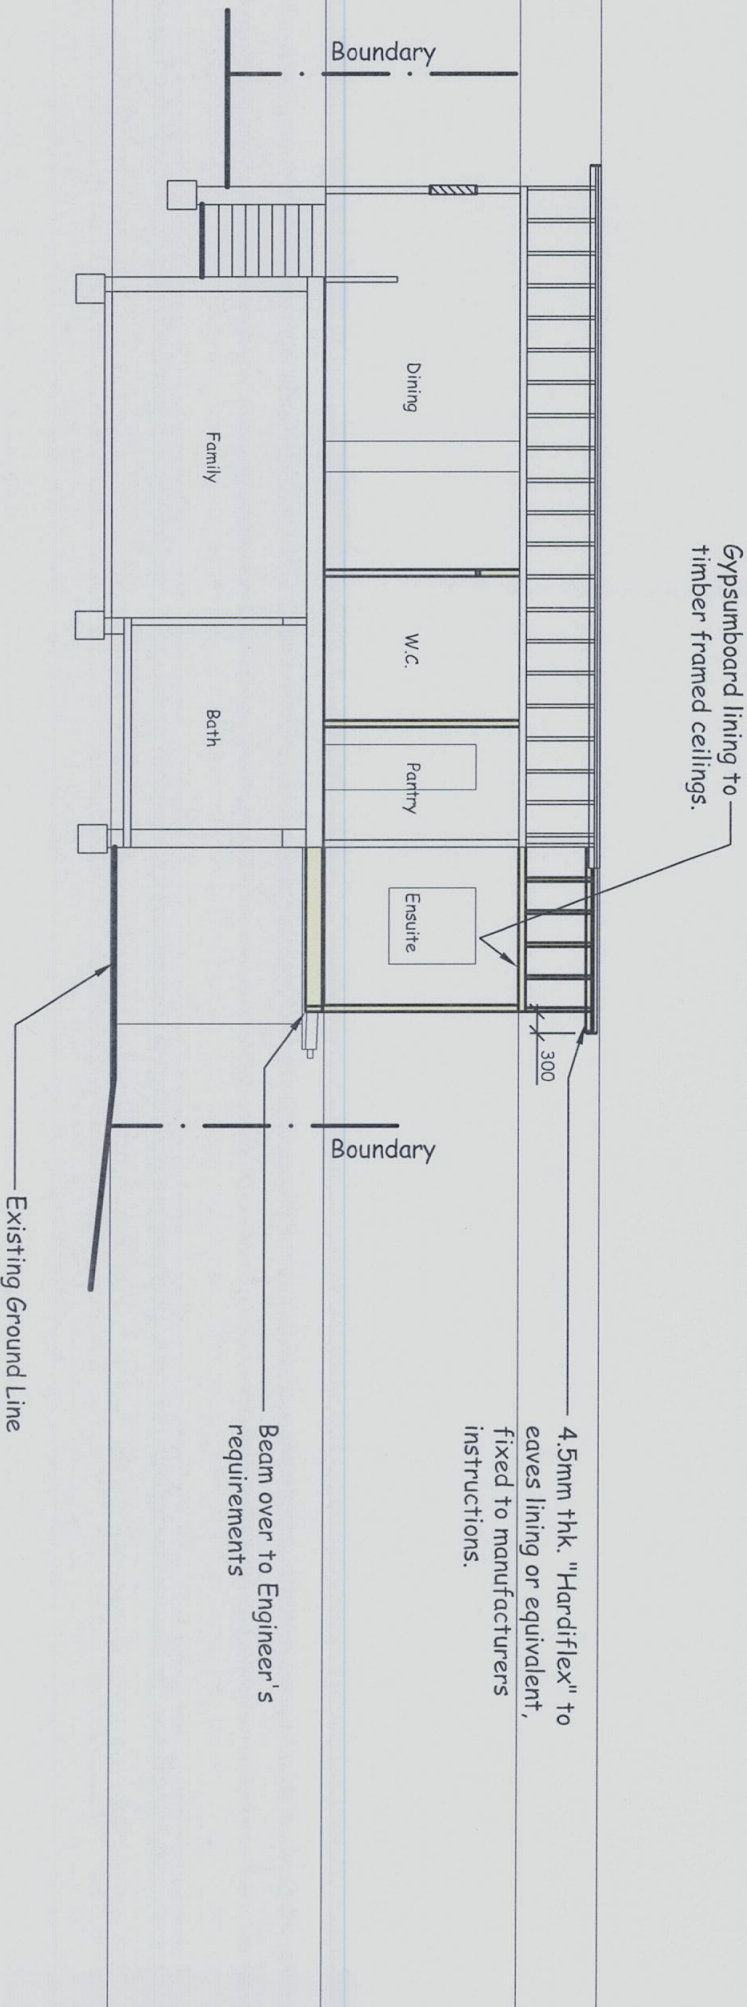 Gypsumboard lining to
timber framed ceilings.
Boundary
Boundary
Dining
W.C.
Pantry
Ensuite
300
Family
Bath
4.5mm thk. "Hardiflex" to
eaves lining or equivalent,
fixed to manufacturers
instructions.
Beam over to Engineer's
requirements
Existing Ground Line